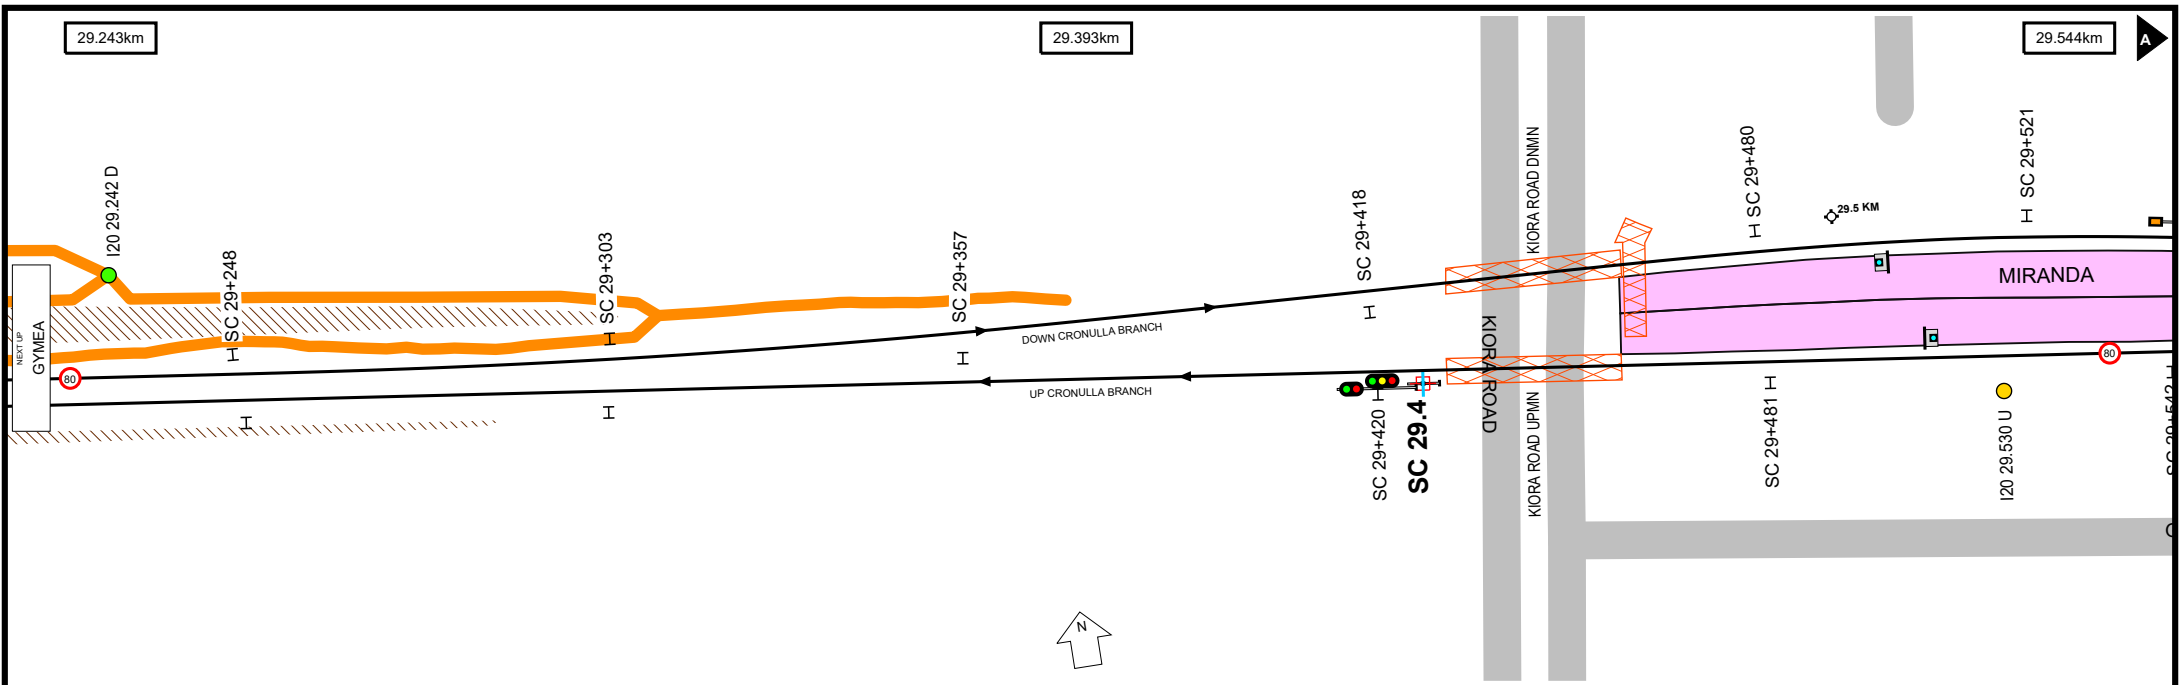 29.243km
29.393km
29.544km
A
I20 29.242 D
SC 29+248
SC 29+303
SC 29+357
SC 29+418
KIORA ROAD DNMN
SC 29+480
29.5 KM
SC 29+521
MIRANDA
NEXT UP
GYMEA
80
DOWN CRONULLA BRANCH
UP CRONULLA BRANCH
KIORA ROAD
80
SC 29+420
SC 29.4
KIORA ROAD UPMN
SC 29+481
I20 29.530 U
SC 29+542
N